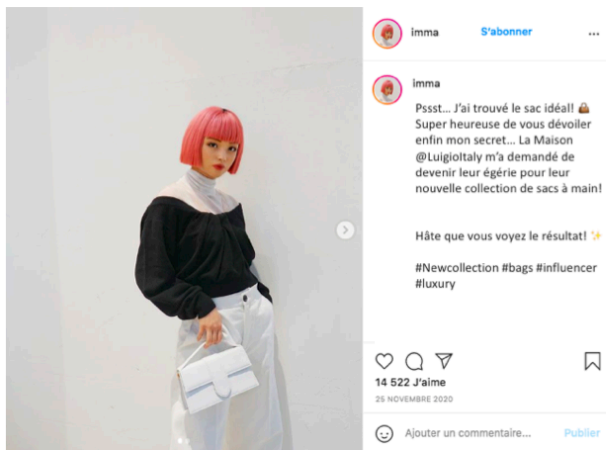 imma S'abonner ...
imma
Pssst... J'ai trouvé le sac idéal! 👜
Super heureuse de vous dévoiler
enfin mon secret... La Maison
@LuigioItaly m'a demandé de
devenir leur égérie pour leur
nouvelle collection de sacs à main!
Hâte que vous voyez le résultat! ✨
#Newcollection #bags #influencer
#luxury
14 522 J'aime
25 NOVEMBRE 2020
Ajouter un commentaire... Publier